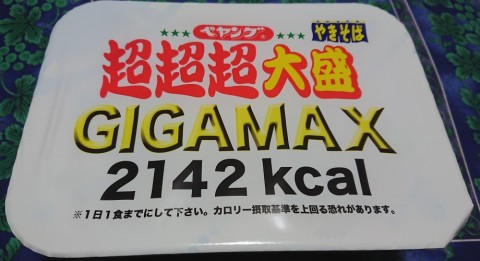 ペヤング やきそば
超超超大盛
GIGAMAX
2142 kcal
※1日1食までにして下さい。カロリー摂取基準を上回る恐れがあります。